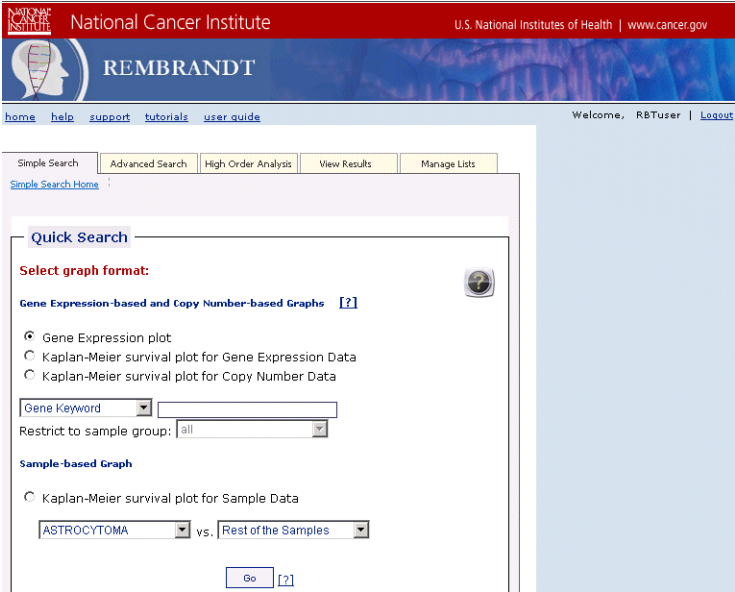 NATIONAL
CANCER
INSTITUTE
National Cancer Institute
U.S. National Institutes of Health | www.cancer.gov
REMBRANDT
home help support tutorials user guide
Welcome, RBTuser | Logout
Simple Search Advanced Search High Order Analysis View Results Manage Lists
Simple Search Home
Quick Search
Select graph format:
?
Gene Expression-based and Copy Number-based Graphs [?]
Gene Expression plot
Kaplan-Meier survival plot for Gene Expression Data
Kaplan-Meier survival plot for Copy Number Data
Gene Keyword
Restrict to sample group: all
Sample-based Graph
Kaplan-Meier survival plot for Sample Data
ASTROCYTOMA vs. Rest of the Samples
Go [?]